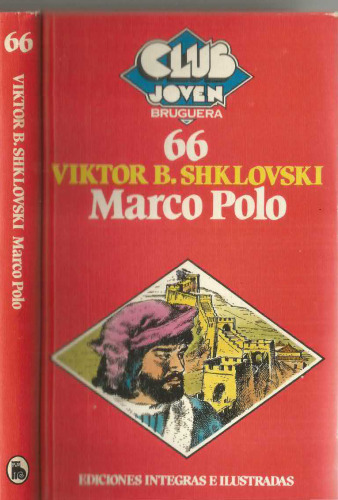 66
VIKTOR B. SHKLOVSKI Marco Polo
CLUB
JOVEN
BRUGUERA
66
VIKTOR B. SHKLOVSKI
Marco Polo
EDICIONES INTEGRAS E ILUSTRADAS